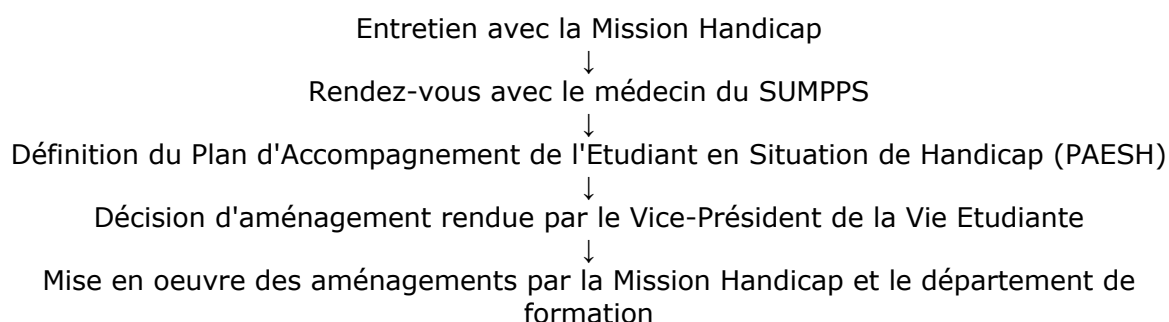 Entretien avec la Mission Handicap
↓
Rendez-vous avec le médecin du SUMPPS
↓
Définition du Plan d'Accompagnement de l'Etudiant en Situation de Handicap (PAESH)
↓
Décision d'aménagement rendue par le Vice-Président de la Vie Etudiante
↓
Mise en oeuvre des aménagements par la Mission Handicap et le département de
formation